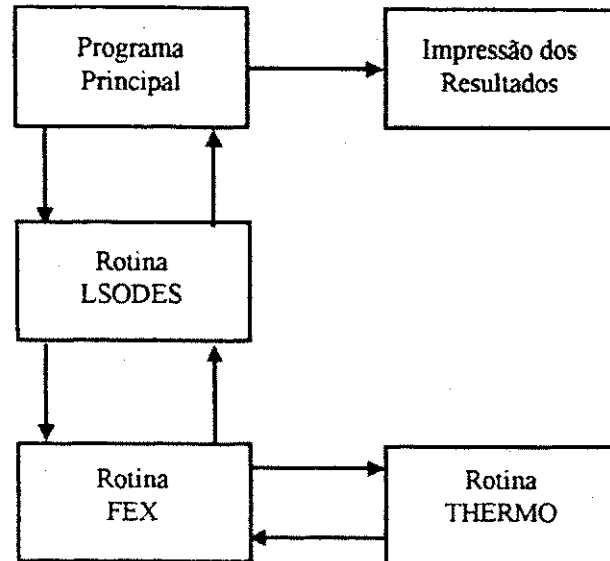 Programa
Principal
Impressão dos
Resultados
Rotina
LSODES
Rotina
FEX
Rotina
THERMO